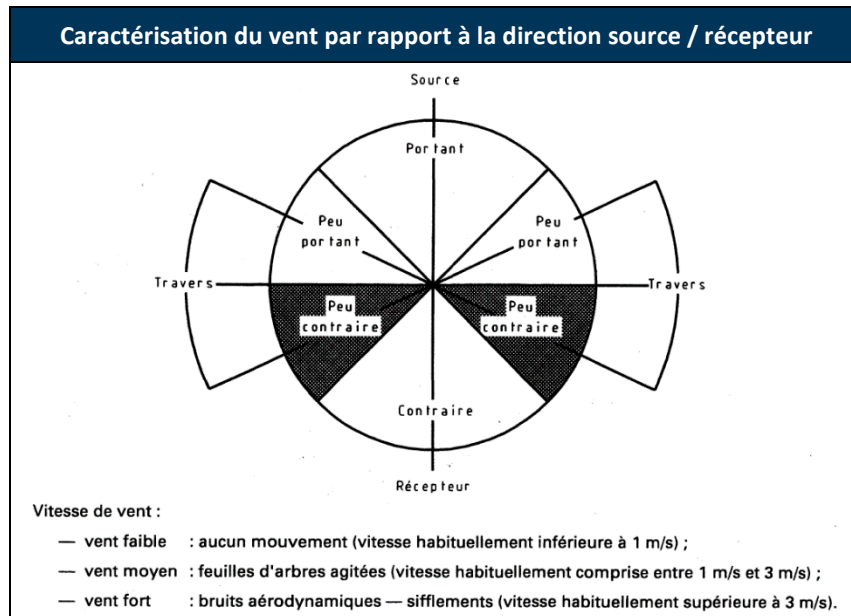 Caractérisation du vent par rapport à la direction source / récepteur
Source
Portant
Peu
portant
Peu
portant
Travers
Travers
Peu
contraire
Peu
contraire
Contraire
Récepteur
Vitesse de vent :
— vent faible : aucun mouvement (vitesse habituellement inférieure à 1 m/s) ;
— vent moyen : feuilles d'arbres agitées (vitesse habituellement comprise entre 1 m/s et 3 m/s) ;
— vent fort : bruits aérodynamiques — sifflements (vitesse habituellement supérieure à 3 m/s).